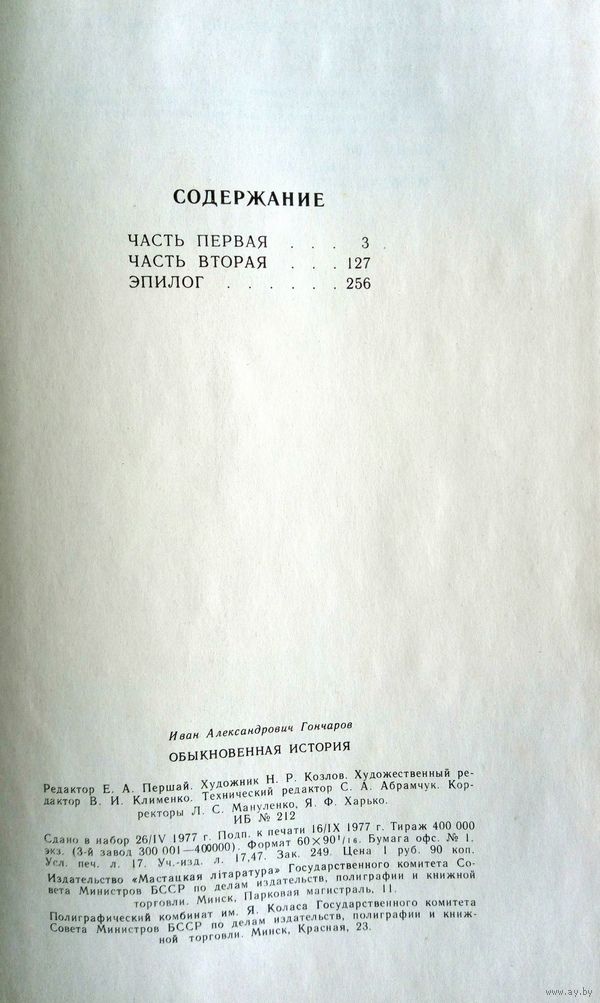 СОДЕРЖАНИЕ
ЧАСТЬ ПЕРВАЯ . . . 3
ЧАСТЬ ВТОРАЯ . . . 127
ЭПИЛОГ . . . . . . 256
Иван Александрович Гончаров
ОБЫКНОВЕННАЯ ИСТОРИЯ
Редактор Е. А. Першай. Художник Н. Р. Козлов. Художественный ре-
дактор В. И. Клименко. Технический редактор С. А. Абрамчук. Кор-
ректоры Л. С. Мануленко, Я. Ф. Харько.
ИБ № 212
Сдано в набор 26/IV 1977 г. Подп. к печати 16/IX 1977 г. Тираж 400 000
экз. (3-й завод 300 001—400000). Формат 60×90¹/₁₆. Бумага офс. № 1.
Усл. печ. л. 17. Уч.-изд. л. 17,47. Зак. 249. Цена 1 руб. 90 коп.
Издательство «Мастацкая літаратура» Государственного комитета Со-
вета Министров БССР по делам издательств, полиграфии и книжной
торговли. Минск, Парковая магистраль, 11.
Полиграфический комбинат им. Я. Коласа Государственного комитета
Совета Министров БССР по делам издательств, полиграфии и книж-
ной торговли. Минск, Красная, 23.
www.ay.by